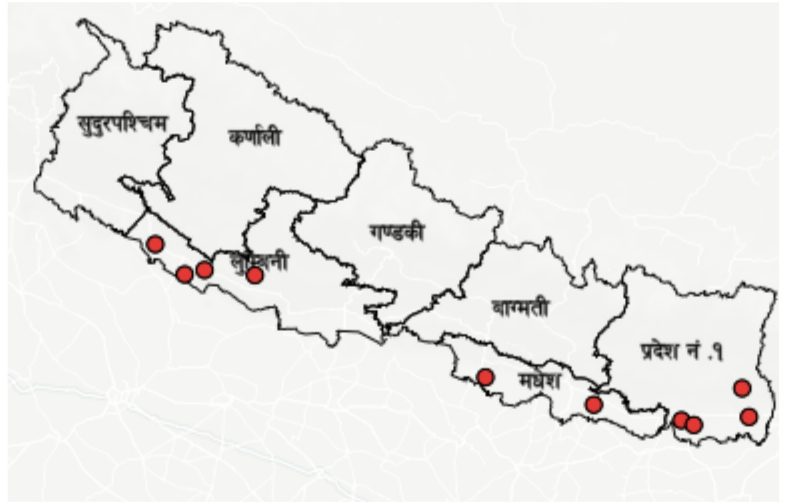 सुदुरपश्चिम
कर्णाली
गण्डकी
लुम्बिनी
बाग्मती
प्रदेश नं .१
मधेश